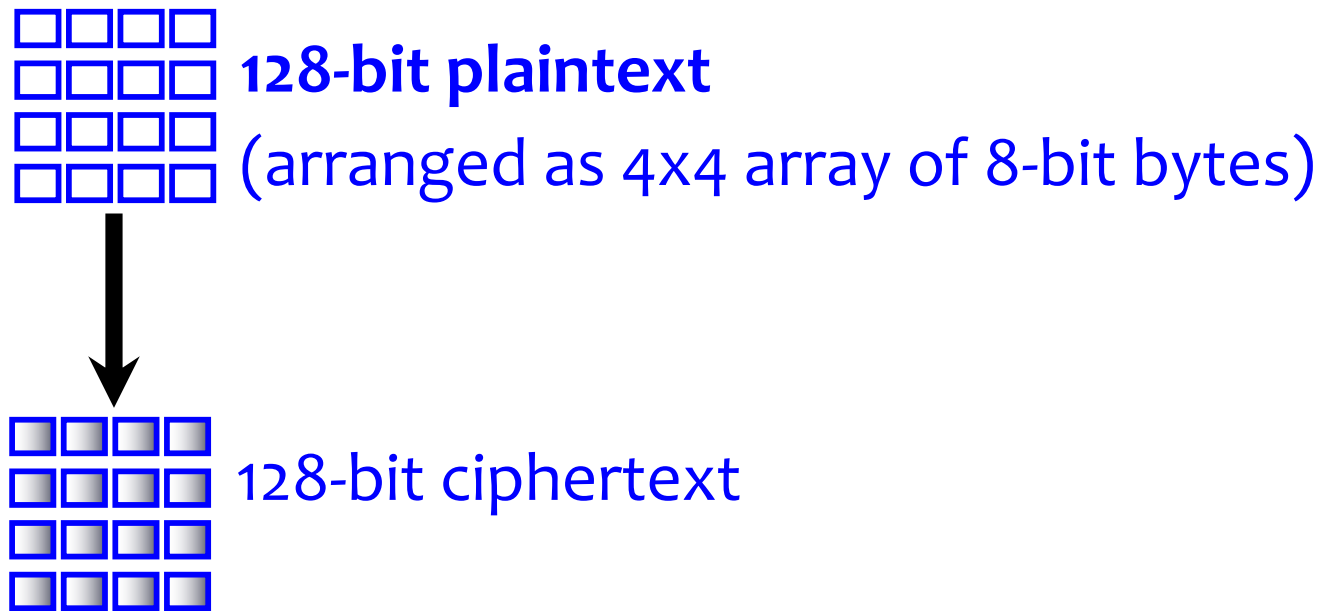 128-bit plaintext
(arranged as 4x4 array of 8-bit bytes)
128-bit ciphertext